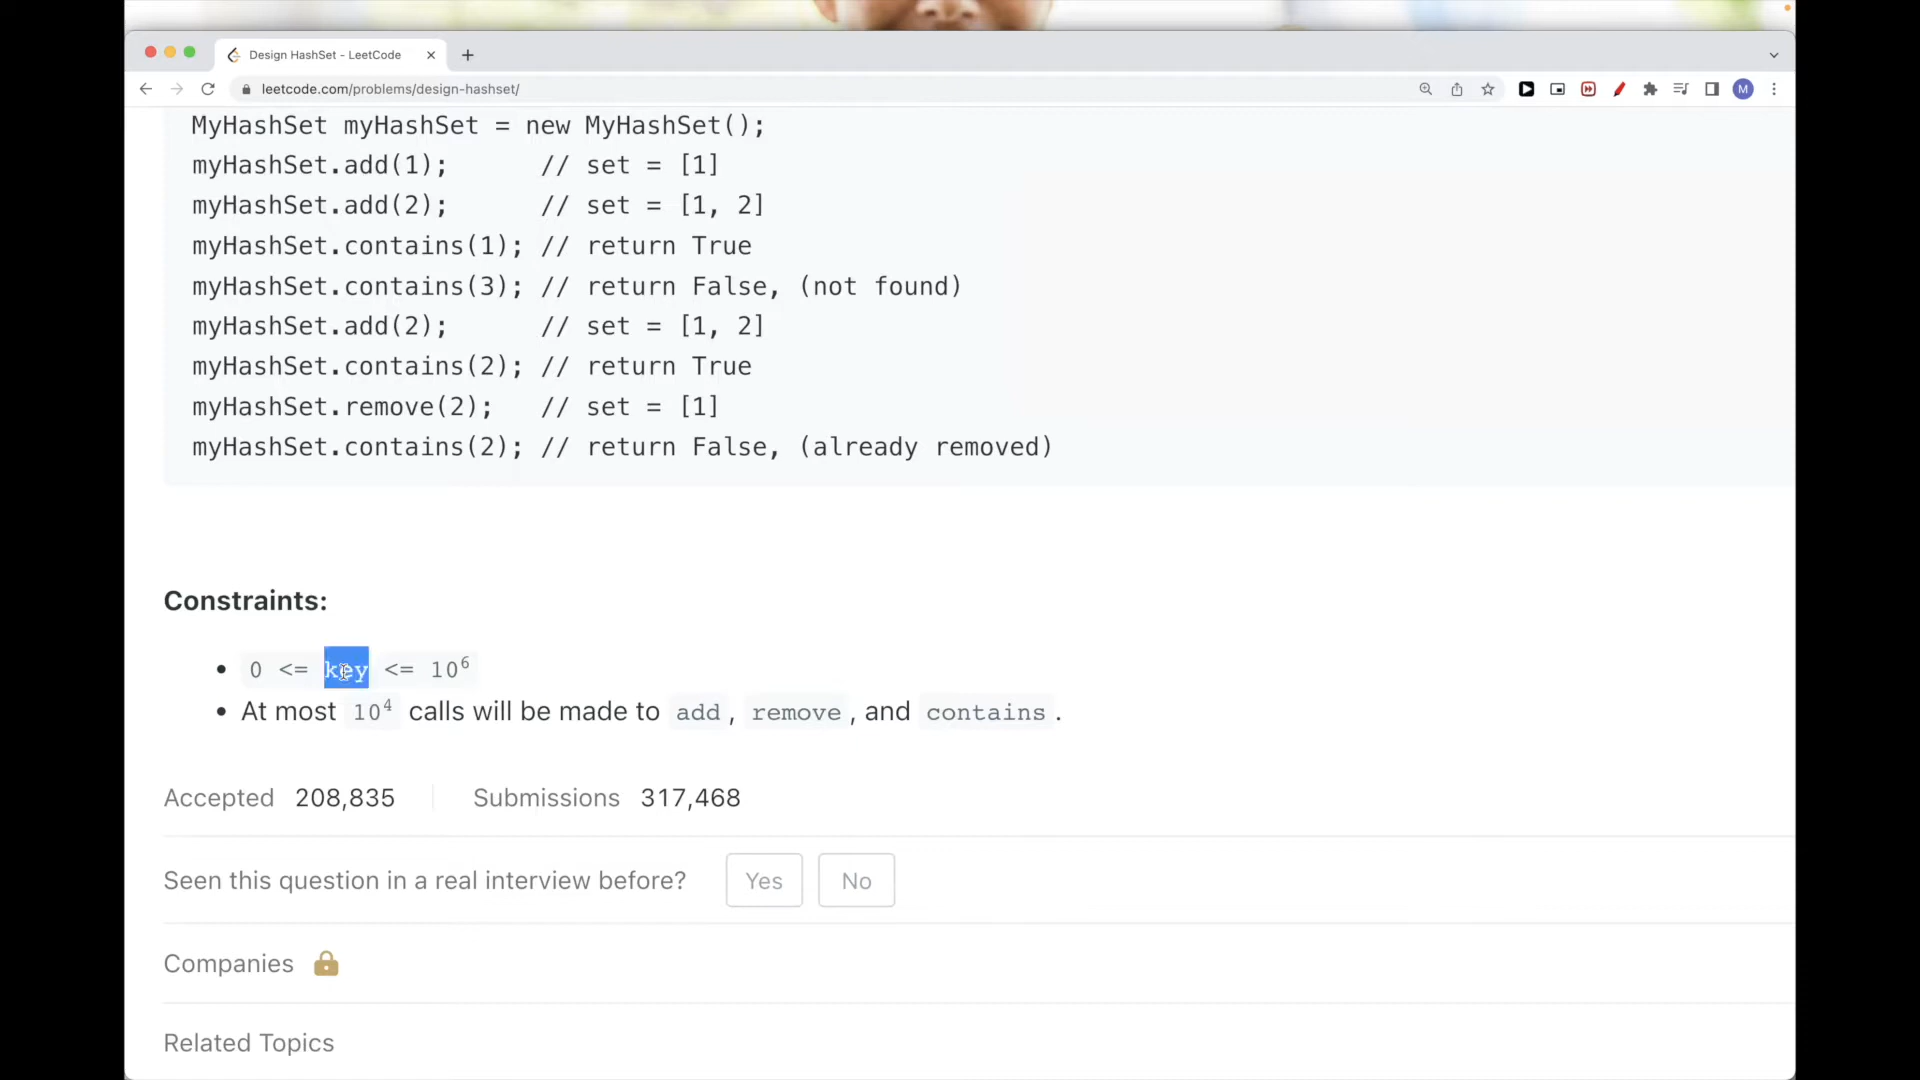 Design HashSet - LeetCode
leetcode.com/problems/design-hashset/
M
MyHashSet myHashSet = new MyHashSet();
myHashSet.add(1);      // set = [1]
myHashSet.add(2);      // set = [1, 2]
myHashSet.contains(1); // return True
myHashSet.contains(3); // return False, (not found)
myHashSet.add(2);      // set = [1, 2]
myHashSet.contains(2); // return True
myHashSet.remove(2);   // set = [1]
myHashSet.contains(2); // return False, (already removed)
Constraints:
• 0 <= key <= 10⁶
• At most 10⁴ calls will be made to add, remove, and contains.
Accepted 208,835 Submissions 317,468
Seen this question in a real interview before? Yes No
Companies
Related Topics